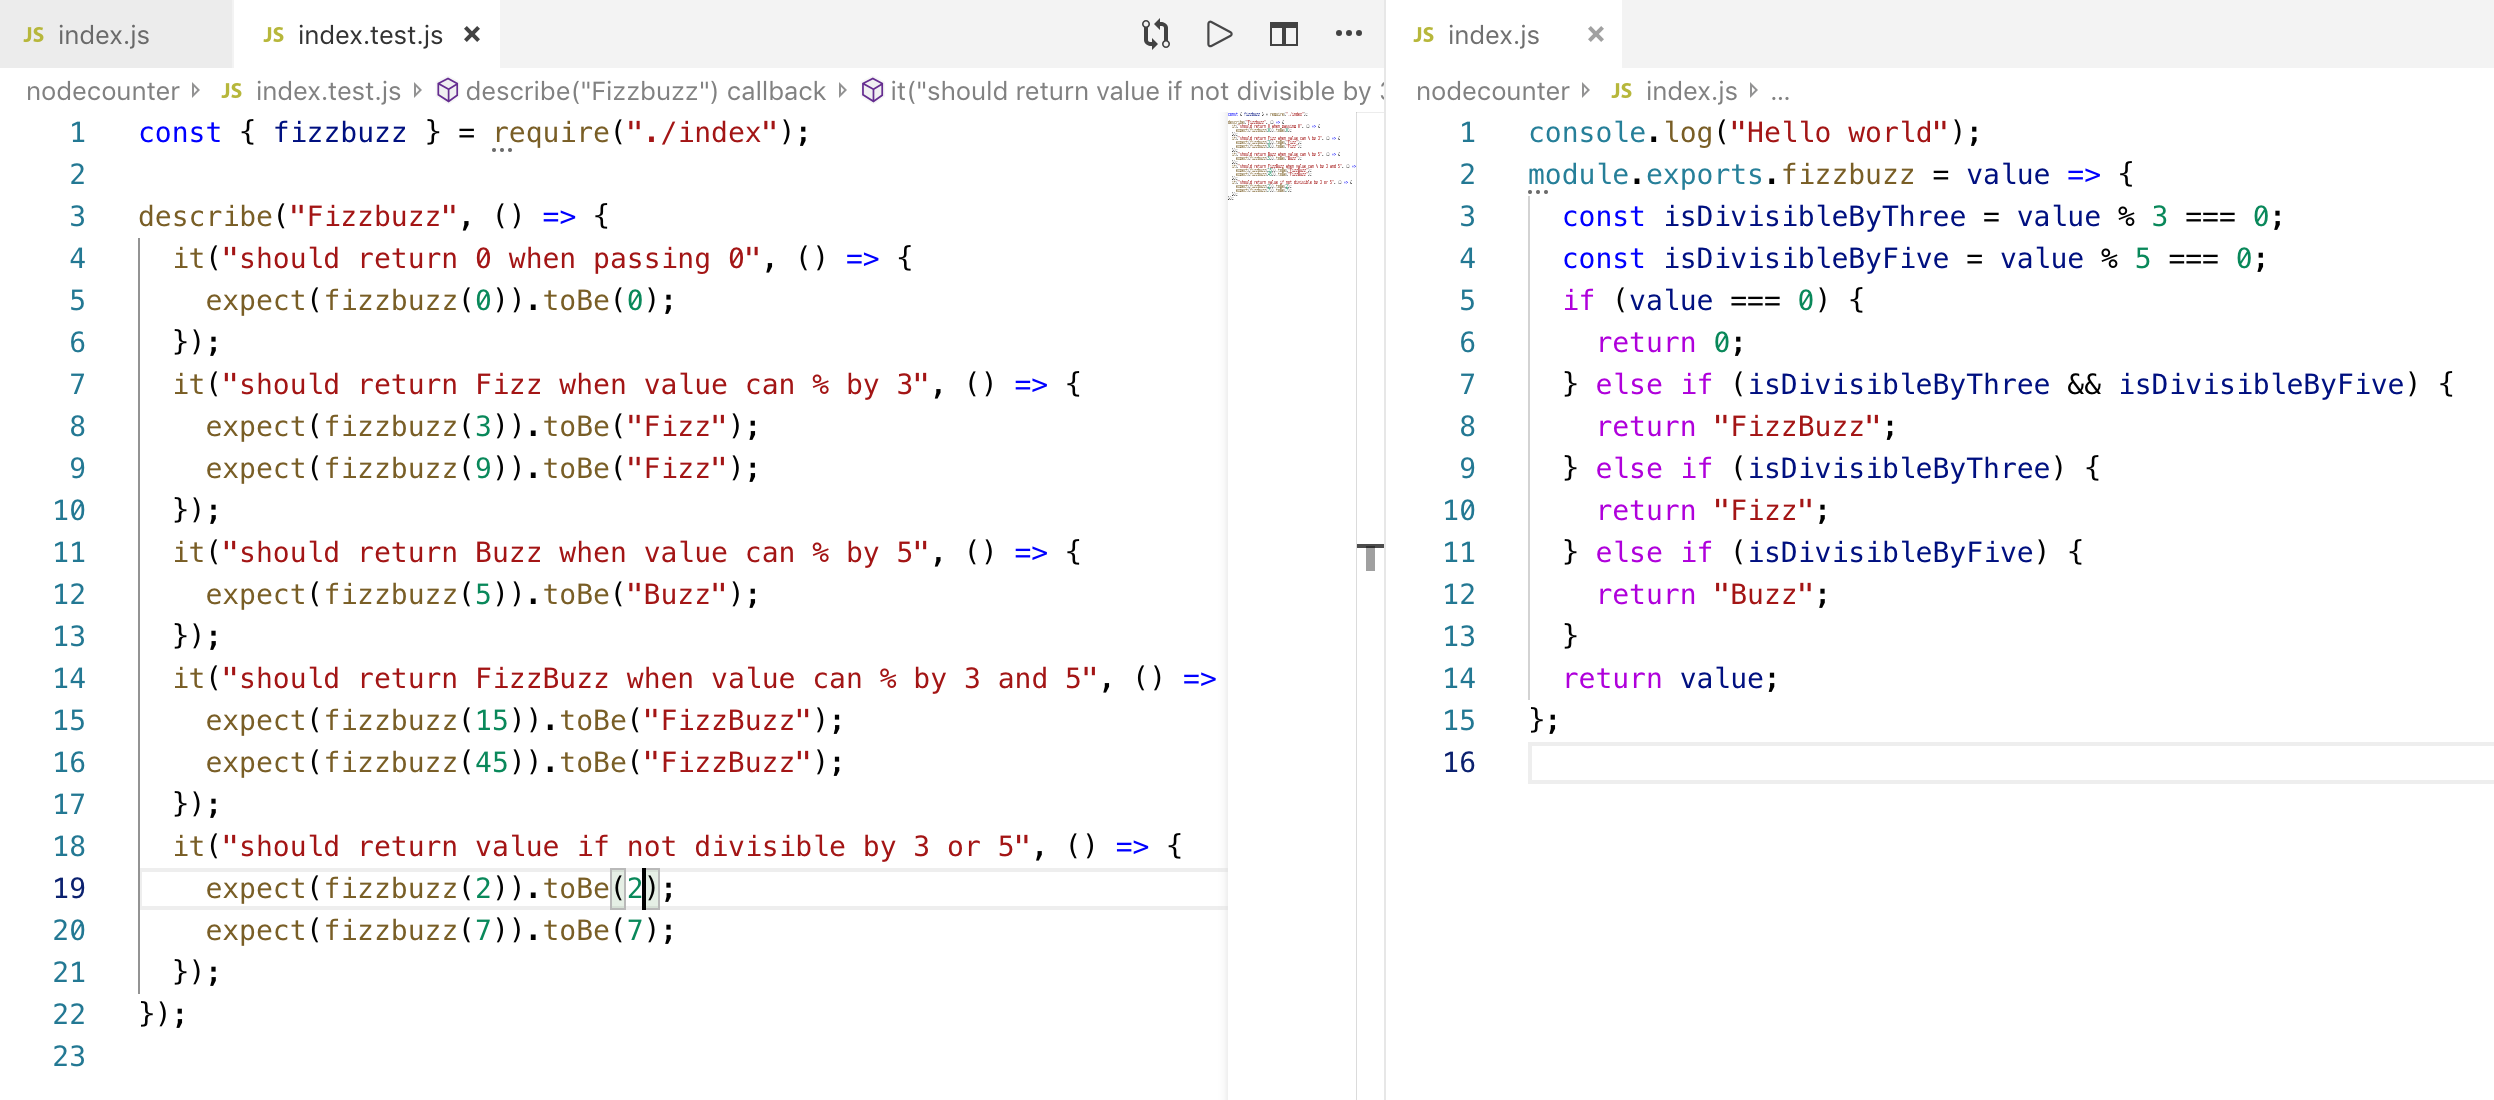 JS index.js
JS index.test.js ×
nodecounter JS index.test.js describe("Fizzbuzz") callback it("should return value if not divisible by
1 const { fizzbuzz } = require("./index");
2
3 describe("Fizzbuzz", () => {
4   it("should return 0 when passing 0", () => {
5     expect(fizzbuzz(0)).toBe(0);
6   });
7   it("should return Fizz when value can % by 3", () => {
8     expect(fizzbuzz(3)).toBe("Fizz");
9     expect(fizzbuzz(9)).toBe("Fizz");
10   });
11   it("should return Buzz when value can % by 5", () => {
12     expect(fizzbuzz(5)).toBe("Buzz");
13   });
14   it("should return FizzBuzz when value can % by 3 and 5", () =>
15     expect(fizzbuzz(15)).toBe("FizzBuzz");
16     expect(fizzbuzz(45)).toBe("FizzBuzz");
17   });
18   it("should return value if not divisible by 3 or 5", () => {
19     expect(fizzbuzz(2)).toBe(2);
20     expect(fizzbuzz(7)).toBe(7);
21   });
22 });
23
JS index.js ×
nodecounter JS index.js ...
1 console.log("Hello world");
2 module.exports.fizzbuzz = value => {
3   const isDivisibleByThree = value % 3 === 0;
4   const isDivisibleByFive = value % 5 === 0;
5   if (value === 0) {
6     return 0;
7   } else if (isDivisibleByThree && isDivisibleByFive) {
8     return "FizzBuzz";
9   } else if (isDivisibleByThree) {
10     return "Fizz";
11   } else if (isDivisibleByFive) {
12     return "Buzz";
13   }
14   return value;
15 };
16